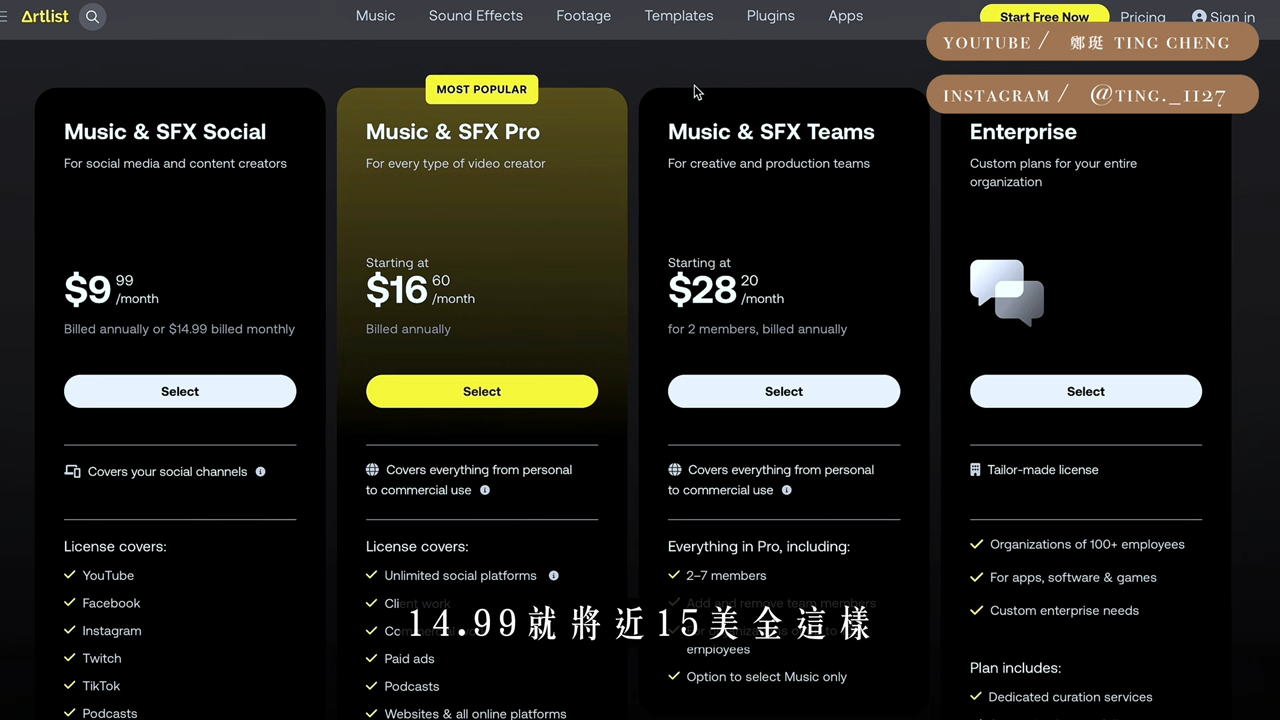 Artlist
Music
Sound Effects
Footage
Templates
Plugins
Apps
Start Free Now
Pricing
Sign in
YOUTUBE / 鄭珽 TING CHENG
INSTAGRAM / @TING._1127
MOST POPULAR
Music & SFX Social
For social media and content creators
$9 99
/month
Billed annually or $14.99 billed monthly
Select
Covers your social channels
License covers:
YouTube
Facebook
Instagram
Twitch
TikTok
Podcasts
Music & SFX Pro
For every type of video creator
Starting at
$16 60
/month
Billed annually
Select
Covers everything from personal
to commercial use
License covers:
Unlimited social platforms
Client work
Paid ads
Podcasts
Websites & all online platforms
Music & SFX Teams
For creative and production teams
Starting at
$28 20
/month
for 2 members, billed annually
Select
Covers everything from personal
to commercial use
Everything in Pro, including:
2–7 members
Add and remove team members
employees
Option to select Music only
Enterprise
Custom plans for your entire
organization
Select
Tailor-made license
Organizations of 100+ employees
For apps, software & games
Custom enterprise needs
Plan includes:
Dedicated curation services
14.99就將近15美金這樣